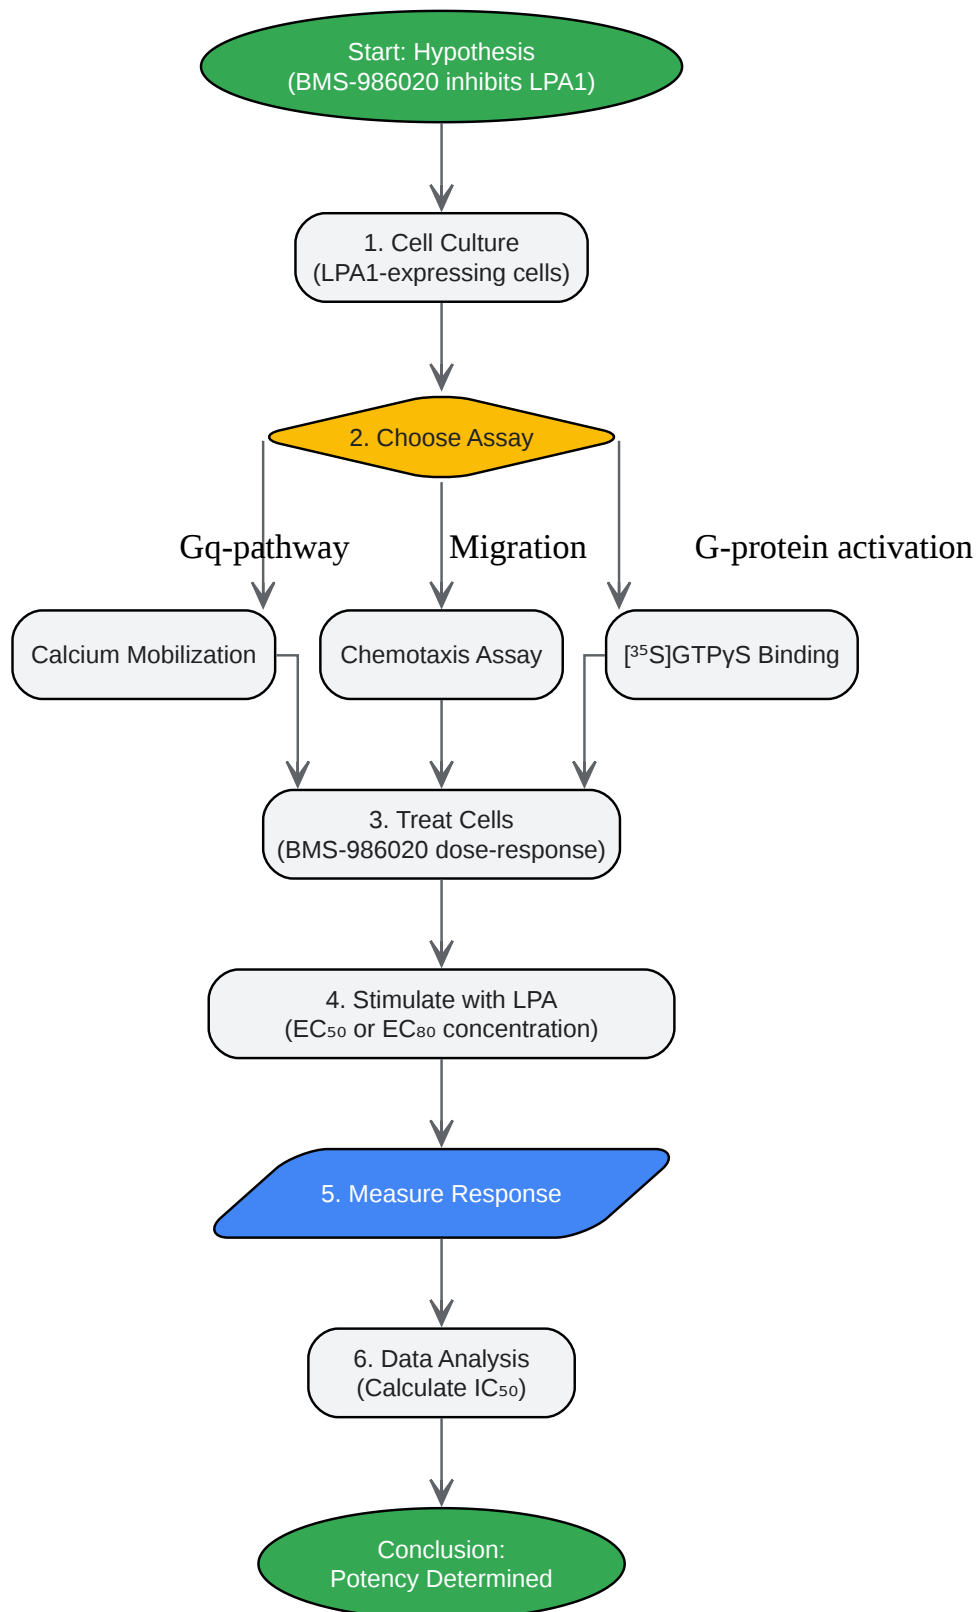 Start: Hypothesis
(BMS-986020 inhibits LPA1)
1. Cell Culture
(LPA1-expressing cells)
2. Choose Assay
Gq-pathway
Migration
G-protein activation
Calcium Mobilization
Chemotaxis Assay
[³⁵S]GTPγS Binding
3. Treat Cells
(BMS-986020 dose-response)
4. Stimulate with LPA
(EC₅₀ or EC₈₀ concentration)
5. Measure Response
6. Data Analysis
(Calculate IC₅₀)
Conclusion:
Potency Determined